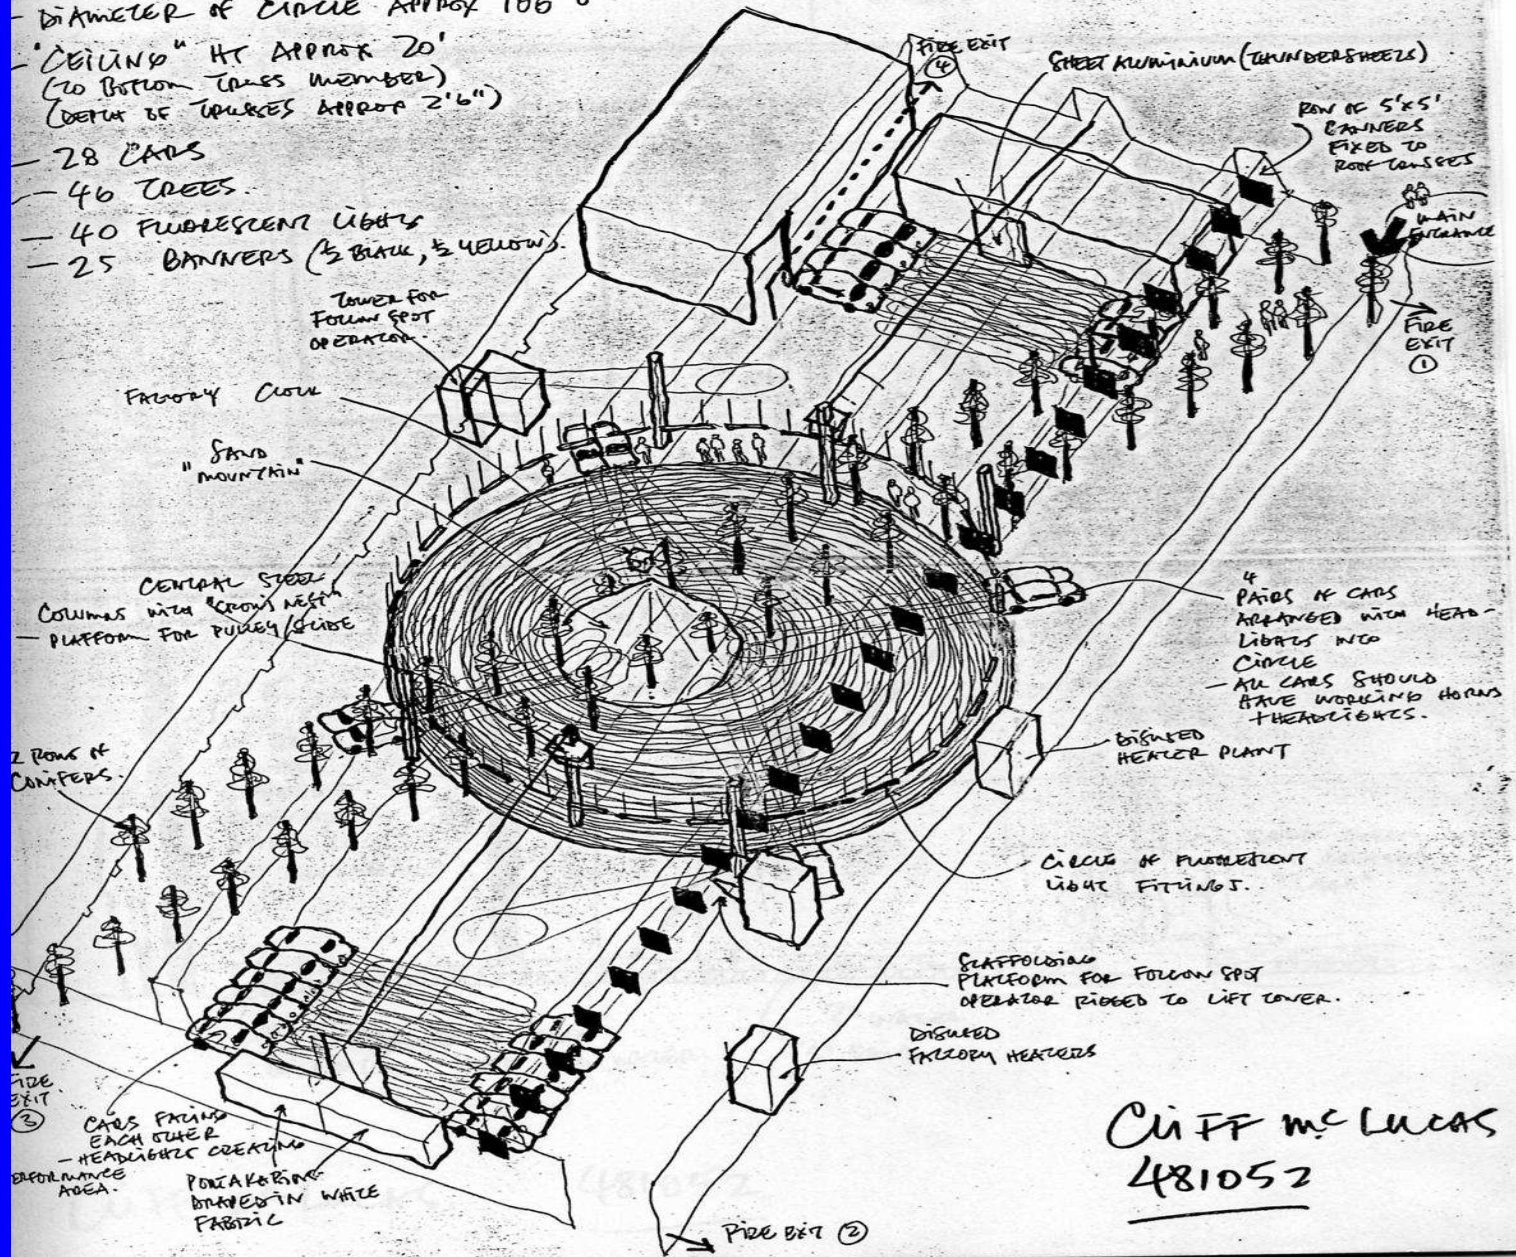 - DIAMETER OF CIRCLE APPROX
- "CEILING" HT APPROX 20'
(TO BOTTOM TRUSS MEMBER)
(DEPTH OF TRUSSES APPROX 2'6")
- 28 CARS
- 46 TREES.
- 40 FLUORESCENT LIGHTS
- 25 BANNERS (½ BLACK, ½ YELLOW).
FIRE EXIT
④
SHEET ALUMINIUM (THUNDERSHEETS)
ROW OF 5'x5'
BANNERS
FIXED TO
ROOF TRUSSES
MAIN
ENTRANCE
FIRE
EXIT
①
TOWER FOR
FOLLOW SPOT
OPERATOR.
FACTORY CLOCK
SAND
"MOUNTAIN"
CENTRAL STEEL
COLUMNS WITH "CROW'S NEST"
- PLATFORM FOR PULLEY/SLIDE
4
PAIRS OF CARS
ARRANGED WITH HEAD-
LIGHTS INTO
CIRCLE
- ALL CARS SHOULD
HAVE WORKING HORNS
+ HEADLIGHTS.
DISUSED
HEATER PLANT
2 ROWS OF
CONIFERS.
CIRCLE OF FLUORESCENT
LIGHT FITTINGS..
SCAFFOLDING
PLATFORM FOR FOLLOW SPOT
OPERATOR RIGGED TO LIFT TOWER.
DISUSED
FACTORY HEATERS
FIRE
EXIT
③
CARS FACING
EACH OTHER
- HEADLIGHTS CREATING
PERFORMANCE
AREA.
PORTAKABINS
DRAPED IN WHITE
FABRIC
FIRE EXIT ②
CLIFF McLUCAS
481052